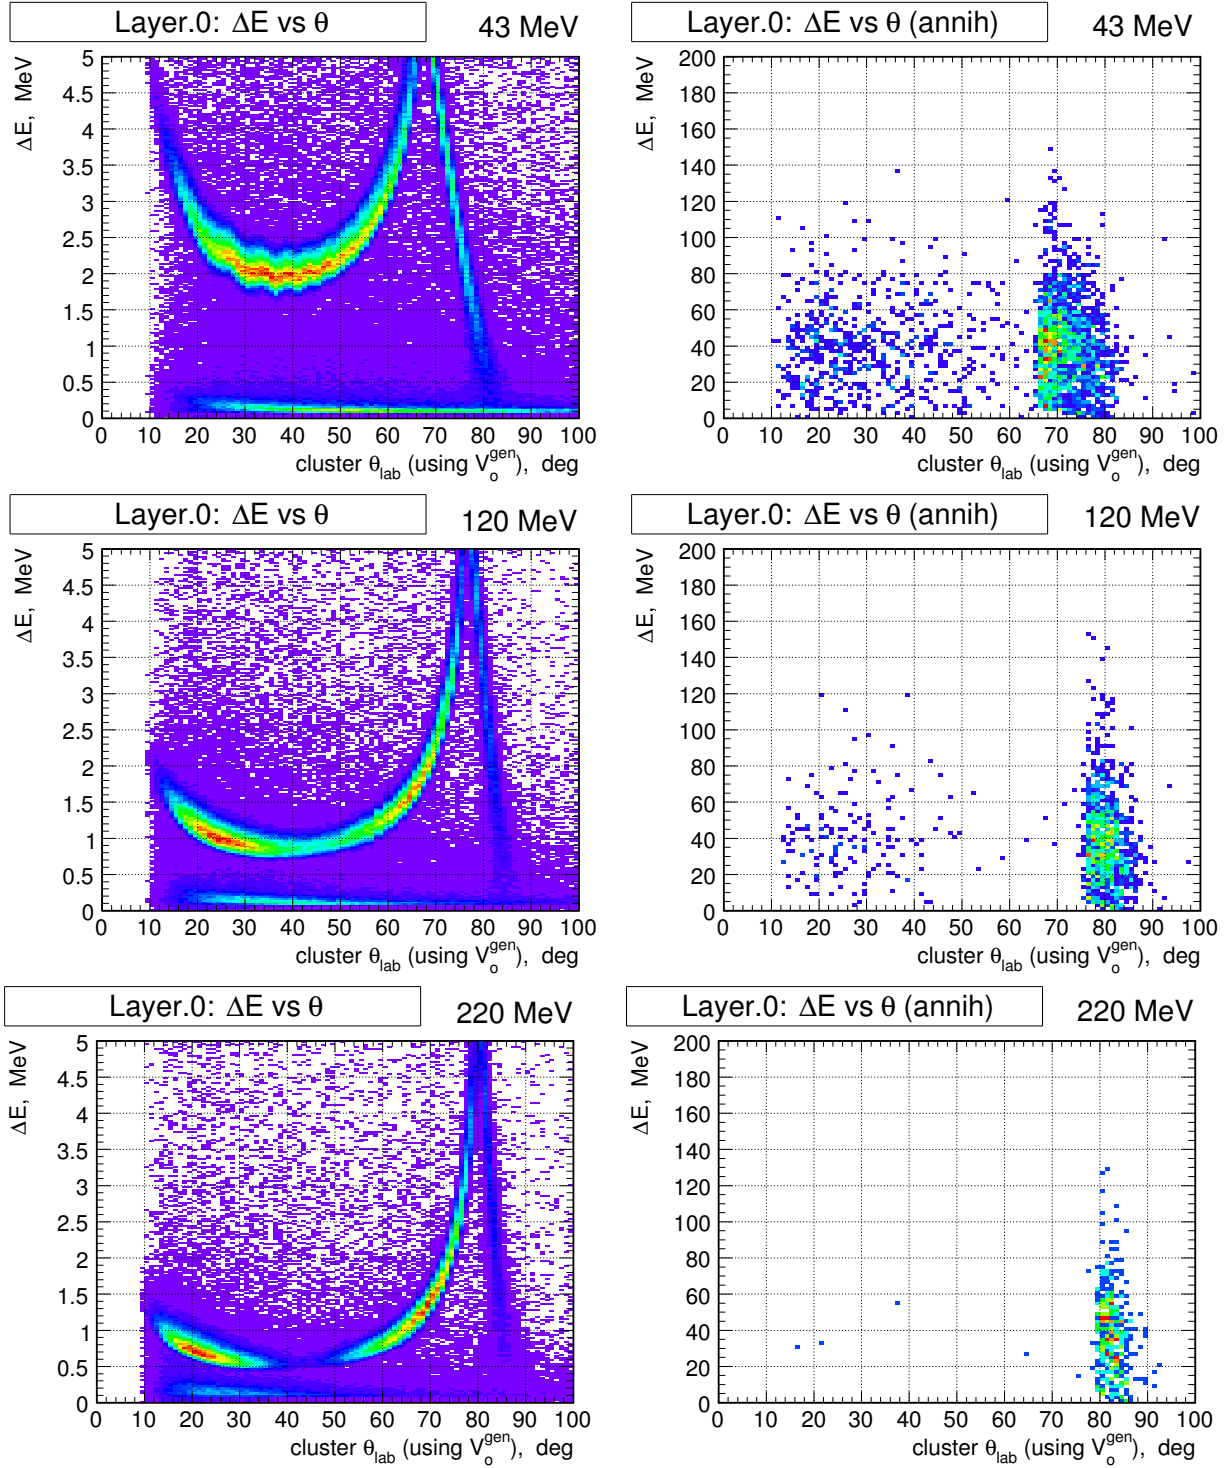 Layer.0: ΔE vs θ 43 MeV
ΔE, MeV
5
4.5
4
3.5
3
2.5
2
1.5
1
0.5
0
0 10 20 30 40 50 60 70 80 90 100
cluster θlab (using Vogen), deg
Layer.0: ΔE vs θ (annih) 43 MeV
ΔE, MeV
200
180
160
140
120
100
80
60
40
20
0
0 10 20 30 40 50 60 70 80 90 100
cluster θlab (using Vogen), deg
Layer.0: ΔE vs θ 120 MeV
ΔE, MeV
5
4.5
4
3.5
3
2.5
2
1.5
1
0.5
0
0 10 20 30 40 50 60 70 80 90 100
cluster θlab (using Vogen), deg
Layer.0: ΔE vs θ (annih) 120 MeV
ΔE, MeV
200
180
160
140
120
100
80
60
40
20
0
0 10 20 30 40 50 60 70 80 90 100
cluster θlab (using Vogen), deg
Layer.0: ΔE vs θ 220 MeV
ΔE, MeV
5
4.5
4
3.5
3
2.5
2
1.5
1
0.5
0
0 10 20 30 40 50 60 70 80 90 100
cluster θlab (using Vogen), deg
Layer.0: ΔE vs θ (annih) 220 MeV
ΔE, MeV
200
180
160
140
120
100
80
60
40
20
0
0 10 20 30 40 50 60 70 80 90 100
cluster θlab (using Vogen), deg